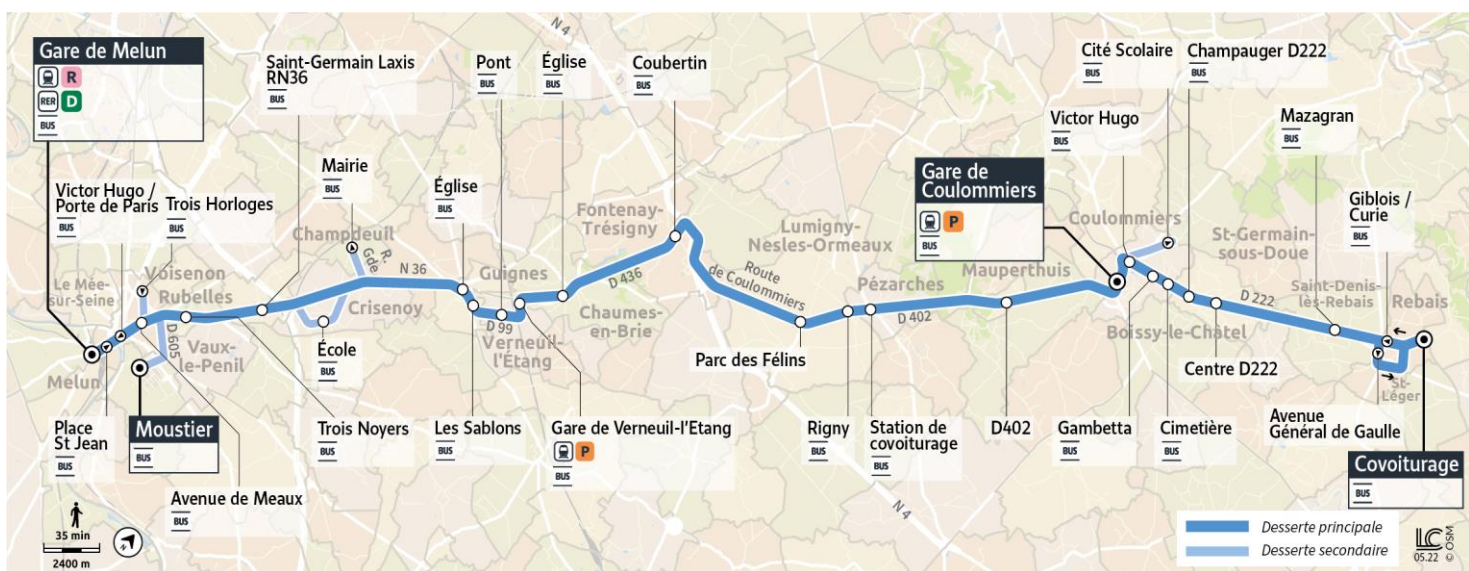 Gare de Melun
R
RER D
BUS
Saint-Germain Laxis
RN36
BUS
Pont
BUS
Église
BUS
Coubertin
BUS
N 4
Cité Scolaire
BUS
Champauger D222
BUS
Mazagran
BUS
Victor Hugo
BUS
Gare de
Coulommiers
P
BUS
Giblois /
Curie
BUS
Mairie
BUS
Église
BUS
Victor Hugo /
Porte de Paris
BUS
Trois Horloges
BUS
Champdeuil
R.
Gde
N 36
Fontenay-
Trésigny
Lumigny-
Nesles-Ormeaux
Coulommiers
St-Germain
sous-Doue
Le Mée-
sur-Seine
Voisenon
Rubelles
Crisenoy
Guignes
D 436
Route
de Coulommiers
Pézarches
Mauperthuis
D 222
Saint-Denis-
lès-Rebais
Rebais
D 605
Vaux-
le-Penil
D 99
Verneuil-
l'Étang
Chaumes-
en-Brie
D 402
Boissy-le-Châtel
Melun
École
BUS
Parc des Félins
Centre D222
St-
Léger
Place
St Jean
BUS
Moustier
BUS
Avenue de Meaux
BUS
Trois Noyers
BUS
Les Sablons
BUS
Gare de Verneuil-l'Etang
P
BUS
Rigny
BUS
Station de
covoiturage
BUS
D402
Gambetta
BUS
Cimetière
BUS
Avenue
Général de Gaulle
BUS
Covoiturage
BUS
N 4
35 min
2400 m
N
Desserte principale
Desserte secondaire
LC
05.22
© OSM